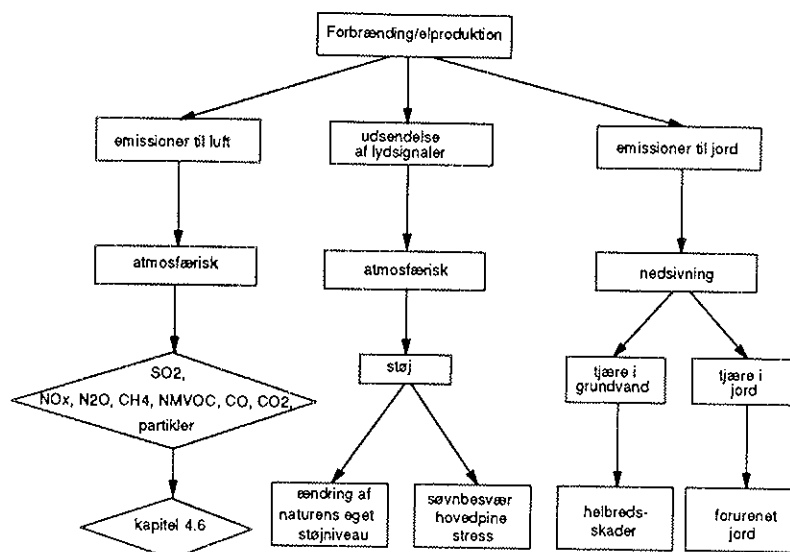 Forbrænding/elproduktion
emissioner til luft
udsendelse
af lydsignaler
emissioner til jord
atmosfærisk
atmosfærisk
nedsivning
SO2,
NOx, N2O, CH4, NMVOC, CO, CO2,
partikler
støj
tjære i
grundvand
tjære i
jord
kapitel 4.6
ændring af
naturens eget
støjniveau
søvnbesvær
hovedpine
stress
helbreds-
skader
forurenet
jord